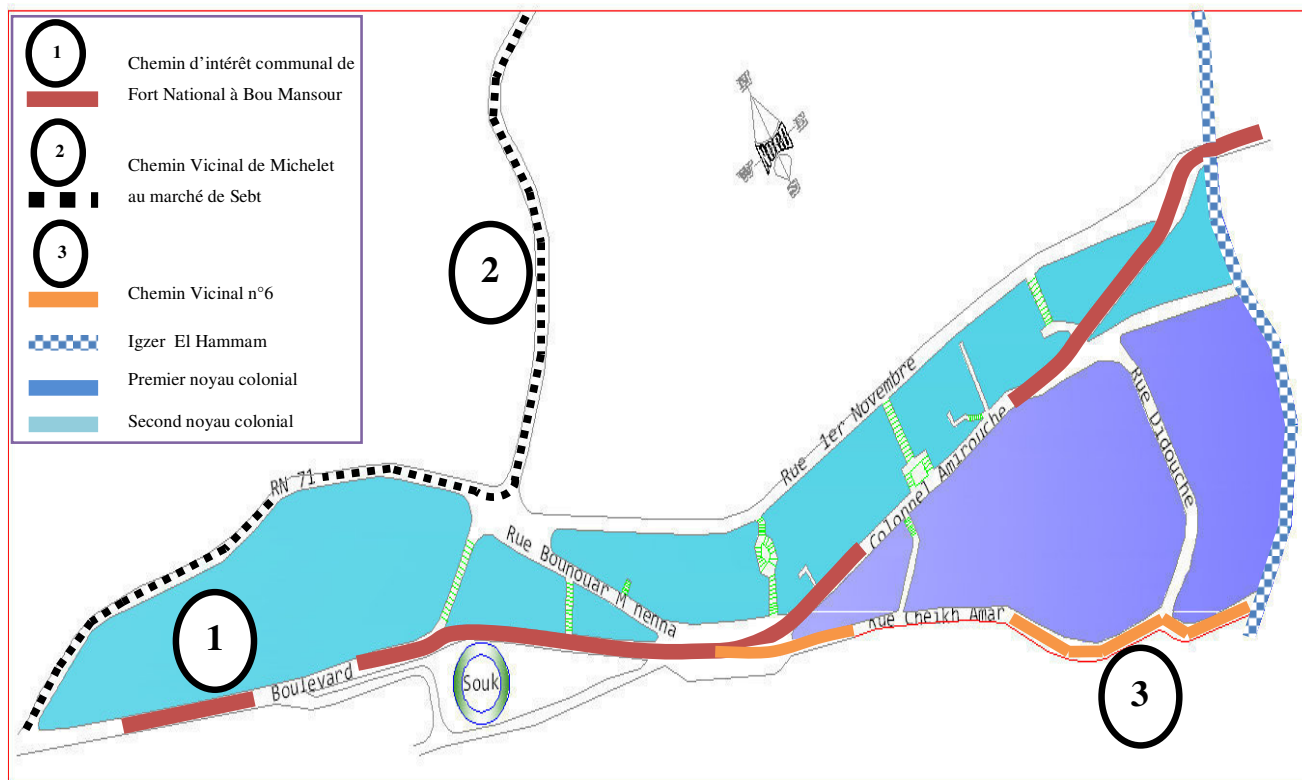 1
Chemin d'intérêt communal de
Fort National à Bou Mansour
2
Chemin Vicinal de Michelet
au marché de Sebt
3
Chemin Vicinal n°6
Igzer El Hammam
Premier noyau colonial
Second noyau colonial
N
E
W
S
2
Rue 1er Novembre
RN 71
Colonnel Amirouche
Rue Didouche
Rue Bounouar M henna
Rue Cheikh Amar
1
Boulevard
Souk
3